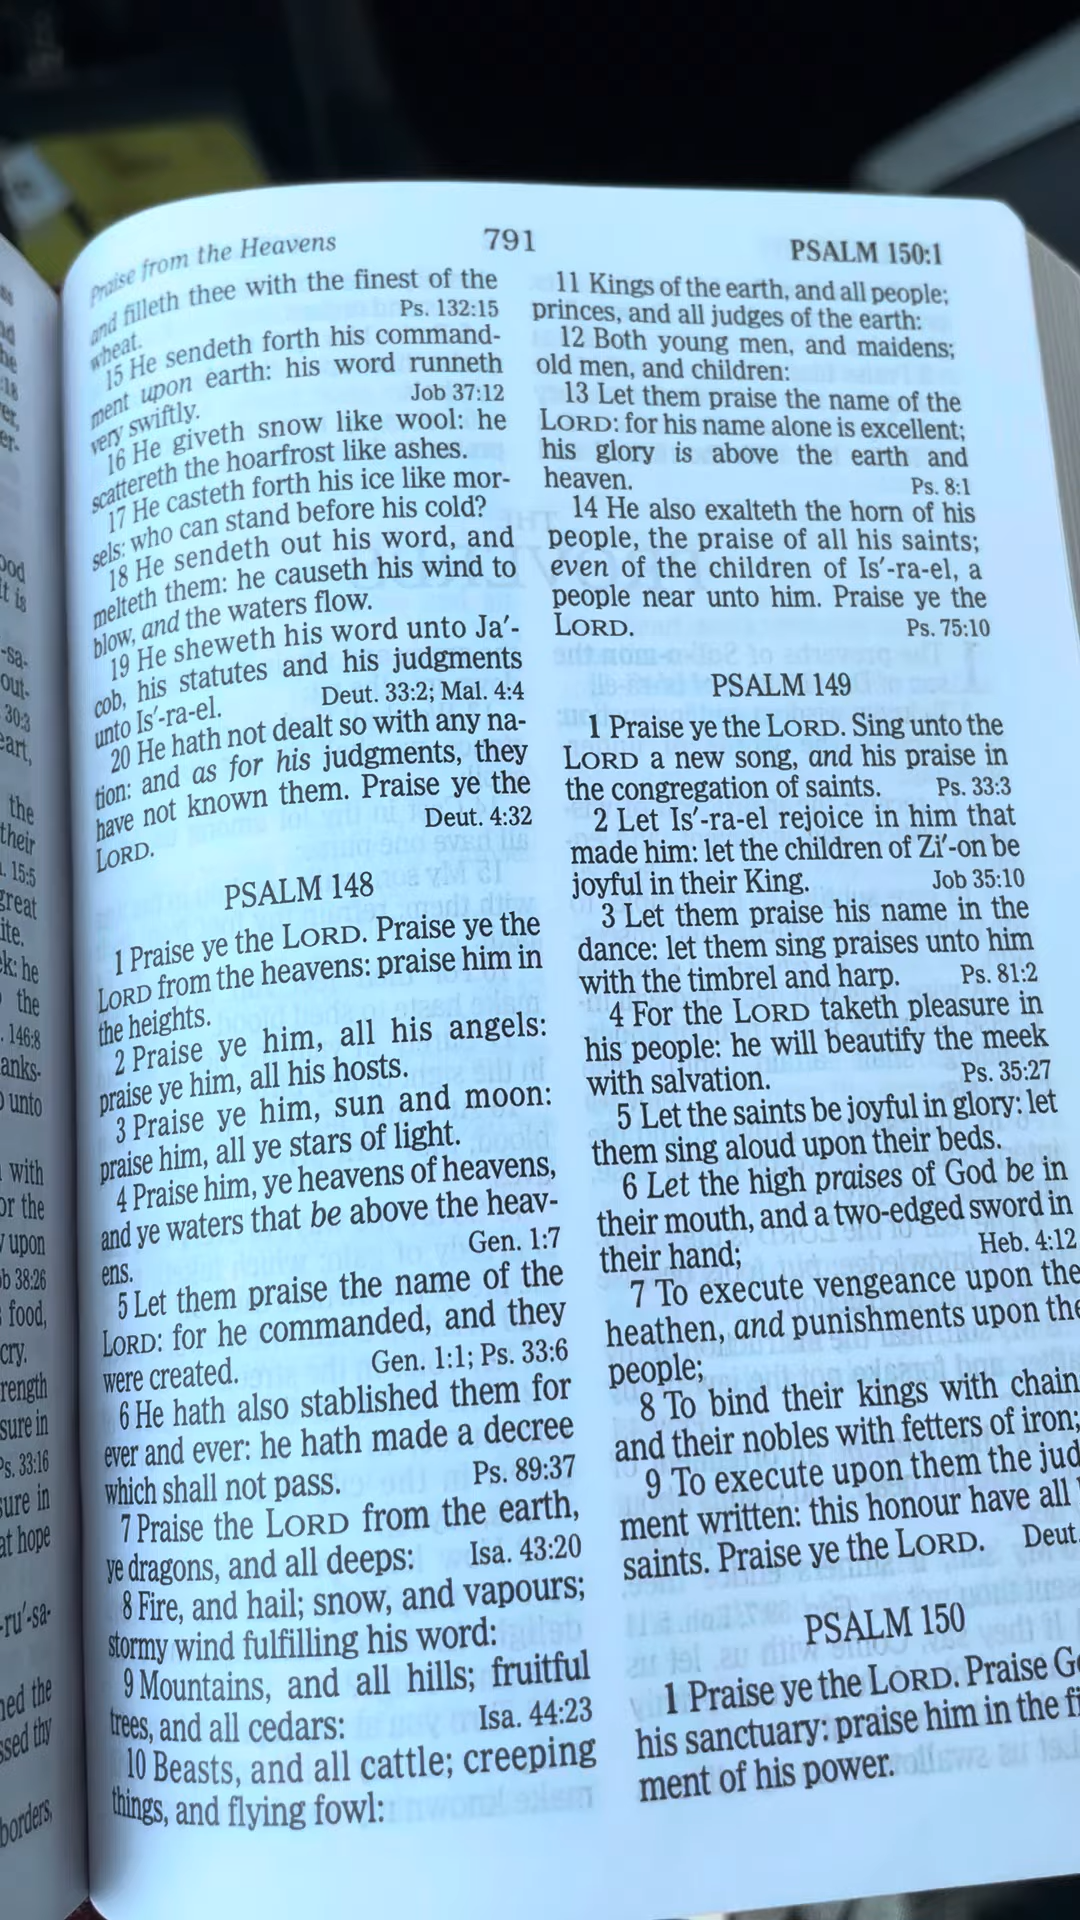 Praise from the Heavens
791
PSALM 150:1
and filleth thee with the finest of the
wheat. Ps. 132:15
15 He sendeth forth his command-
ment upon earth: his word runneth
very swiftly. Job 37:12
16 He giveth snow like wool: he
scattereth the hoarfrost like ashes.
17 He casteth forth his ice like mor-
sels: who can stand before his cold?
18 He sendeth out his word, and
melteth them: he causeth his wind to
blow, and the waters flow.
19 He sheweth his word unto Ja′-
cob, his statutes and his judgments
unto Is′-ra-el. Deut. 33:2; Mal. 4:4
20 He hath not dealt so with any na-
tion: and as for his judgments, they
have not known them. Praise ye the
LORD. Deut. 4:32
PSALM 148
1 Praise ye the LORD. Praise ye the
LORD from the heavens: praise him in
the heights.
2 Praise ye him, all his angels:
praise ye him, all his hosts.
3 Praise ye him, sun and moon:
praise him, all ye stars of light.
4 Praise him, ye heavens of heavens,
and ye waters that be above the heav-
ens. Gen. 1:7
5 Let them praise the name of the
LORD: for he commanded, and they
were created. Gen. 1:1; Ps. 33:6
6 He hath also stablished them for
ever and ever: he hath made a decree
which shall not pass. Ps. 89:37
7 Praise the LORD from the earth,
ye dragons, and all deeps: Isa. 43:20
8 Fire, and hail; snow, and vapours;
stormy wind fulfilling his word:
9 Mountains, and all hills; fruitful
trees, and all cedars: Isa. 44:23
10 Beasts, and all cattle; creeping
things, and flying fowl:
11 Kings of the earth, and all people;
princes, and all judges of the earth:
12 Both young men, and maidens;
old men, and children:
13 Let them praise the name of the
LORD: for his name alone is excellent;
his glory is above the earth and
heaven. Ps. 8:1
14 He also exalteth the horn of his
people, the praise of all his saints;
even of the children of Is′-ra-el, a
people near unto him. Praise ye the
LORD. Ps. 75:10
PSALM 149
1 Praise ye the LORD. Sing unto the
LORD a new song, and his praise in
the congregation of saints. Ps. 33:3
2 Let Is′-ra-el rejoice in him that
made him: let the children of Zi′-on be
joyful in their King. Job 35:10
3 Let them praise his name in the
dance: let them sing praises unto him
with the timbrel and harp. Ps. 81:2
4 For the LORD taketh pleasure in
his people: he will beautify the meek
with salvation. Ps. 35:27
5 Let the saints be joyful in glory: let
them sing aloud upon their beds.
6 Let the high praises of God be in
their mouth, and a two-edged sword in
their hand; Heb. 4:12
7 To execute vengeance upon the
heathen, and punishments upon the
people;
8 To bind their kings with chain
and their nobles with fetters of iron;
9 To execute upon them the jud
ment written: this honour have all
saints. Praise ye the LORD. Deut.
PSALM 150
1 Praise ye the LORD. Praise G
his sanctuary: praise him in the fi
ment of his power.